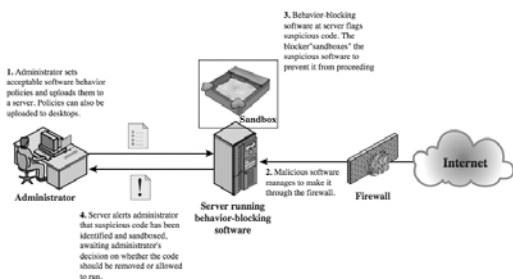 1. Administrator sets
acceptable software behavior
policies and uploads them to
a server. Policies can also be
uploaded to desktops.
Administrator
3. Behavior-blocking
software at server flags
suspicious code. The
blocker"sandboxes" the
suspicious software to
prevent it from proceeding
Sandbox
2. Malicious software
manages to make it
through the firewall.
Firewall
Internet
Server running
behavior-blocking
software
4. Server alerts administrator
that suspicious code has been
identified and sandboxed,
awaiting administrator's
decision on whether the code
should be removed or allowed
to run.